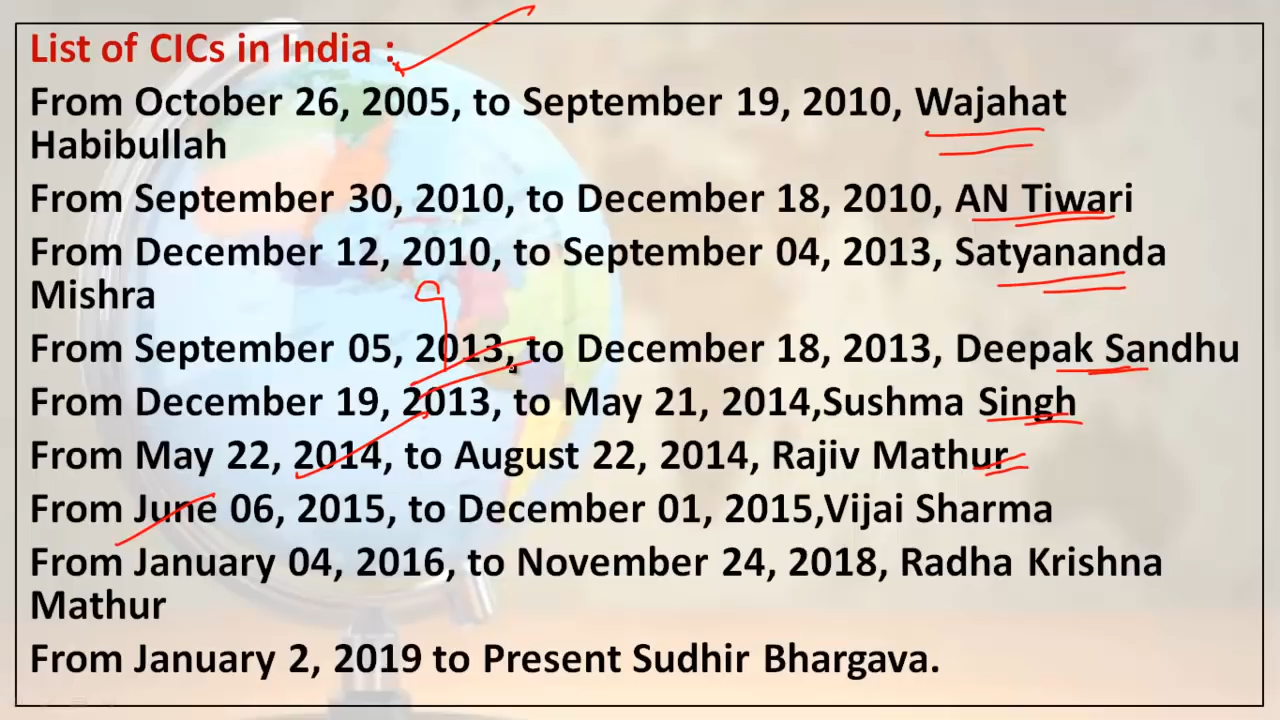 List of CICs in India :
From October 26, 2005, to September 19, 2010, Wajahat
Habibullah
From September 30, 2010, to December 18, 2010, AN Tiwari
From December 12, 2010, to September 04, 2013, Satyananda
Mishra
From September 05, 2013, to December 18, 2013, Deepak Sandhu
From December 19, 2013, to May 21, 2014,Sushma Singh
From May 22, 2014, to August 22, 2014, Rajiv Mathur
From June 06, 2015, to December 01, 2015,Vijai Sharma
From January 04, 2016, to November 24, 2018, Radha Krishna
Mathur
From January 2, 2019 to Present Sudhir Bhargava.